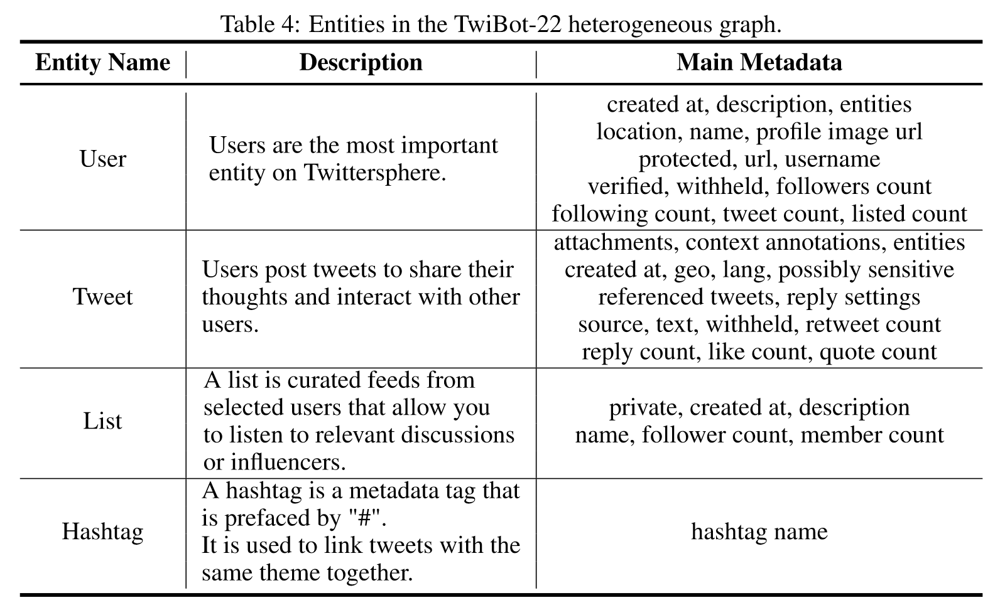 Table 4: Entities in the TwiBot-22 heterogeneous graph.
Entity Name Description Main Metadata
User
Users are the most important
entity on Twittersphere.
created at, description, entities
location, name, profile image url
protected, url, username
verified, withheld, followers count
following count, tweet count, listed count
Tweet
Users post tweets to share their
thoughts and interact with other
users.
attachments, context annotations, entities
created at, geo, lang, possibly sensitive
referenced tweets, reply settings
source, text, withheld, retweet count
reply count, like count, quote count
List
A list is curated feeds from
selected users that allow you
to listen to relevant discussions
or influencers.
private, created at, description
name, follower count, member count
Hashtag
A hashtag is a metadata tag that
is prefaced by "#".
It is used to link tweets with the
same theme together.
hashtag name